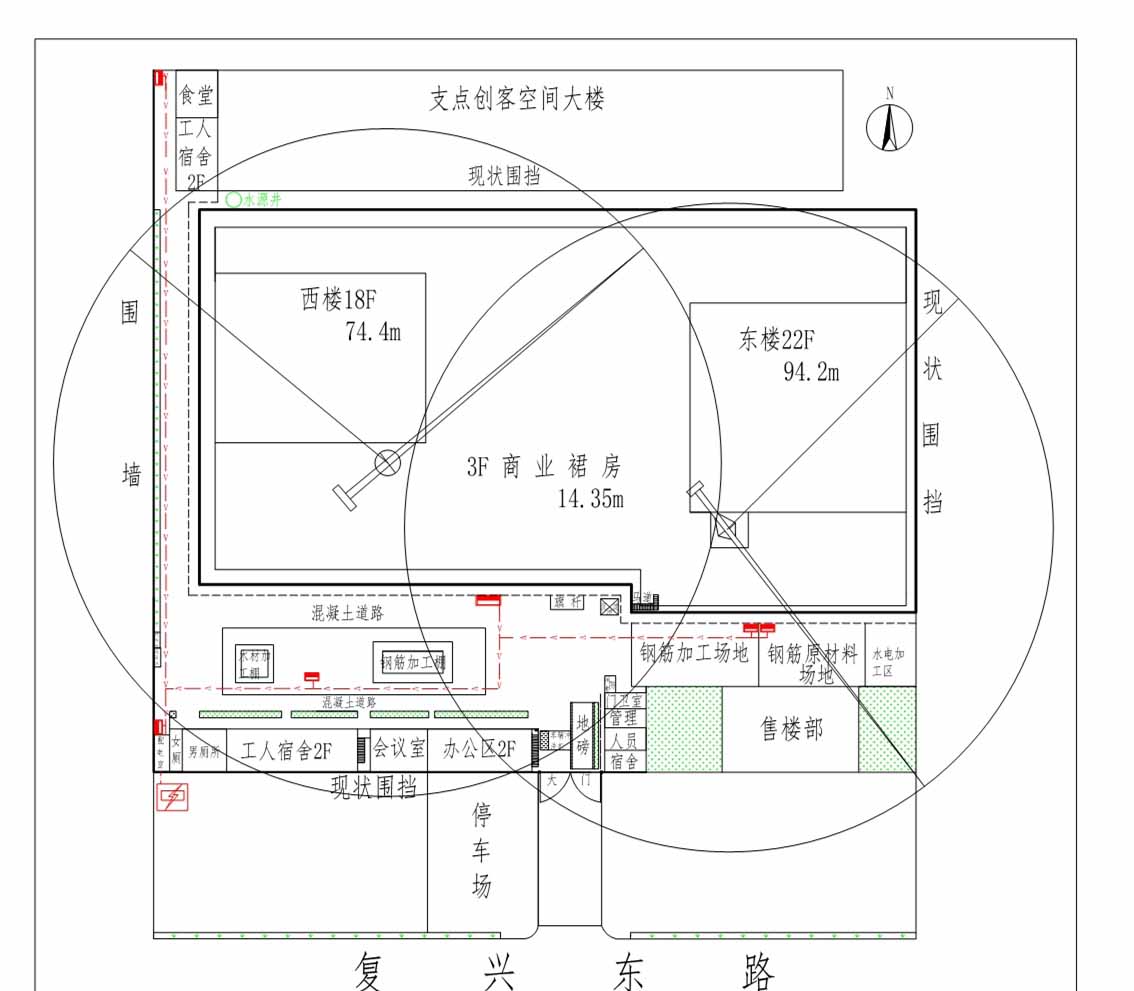 食堂
支点创客空间大楼
N
工人
宿舍
2F
现状围挡
水源井
围墙
西楼18F
74.4m
东楼22F
94.2m
现状围挡
3F 商业裙房
14.35m
混凝土道路
旗杆
马道
木材加
工棚
钢筋加工棚
钢筋加工场地
钢筋原材料
场地
水电加
工区
混凝土道路
门卫室
管理
人员
宿舍
地磅
售楼部
配电室
女厕
男厕所
工人宿舍2F
会议室
办公区2F
大门
现状围挡
停车场
复兴东路